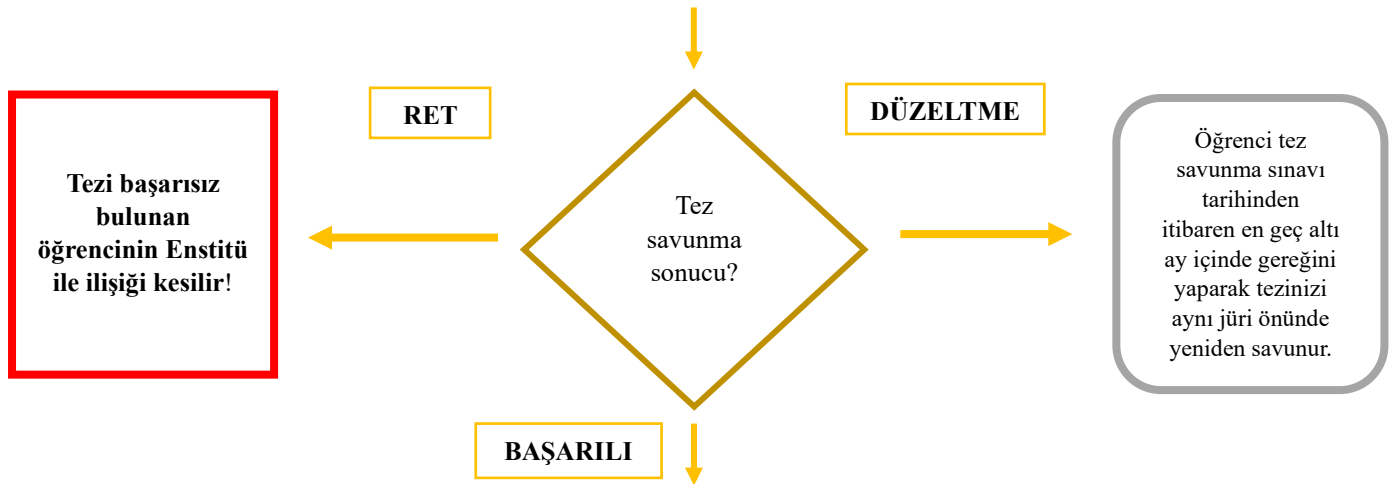 RET
DÜZELTME
Tezi başarısız
bulunan
öğrencinin Enstitü
ile ilişiği kesilir!
Tez
savunma
sonucu?
Öğrenci tez
savunma sınavı
tarihinden
itibaren en geç altı
ay içinde gereğini
yaparak tezinizi
aynı jüri önünde
yeniden savunur.
BAŞARILI